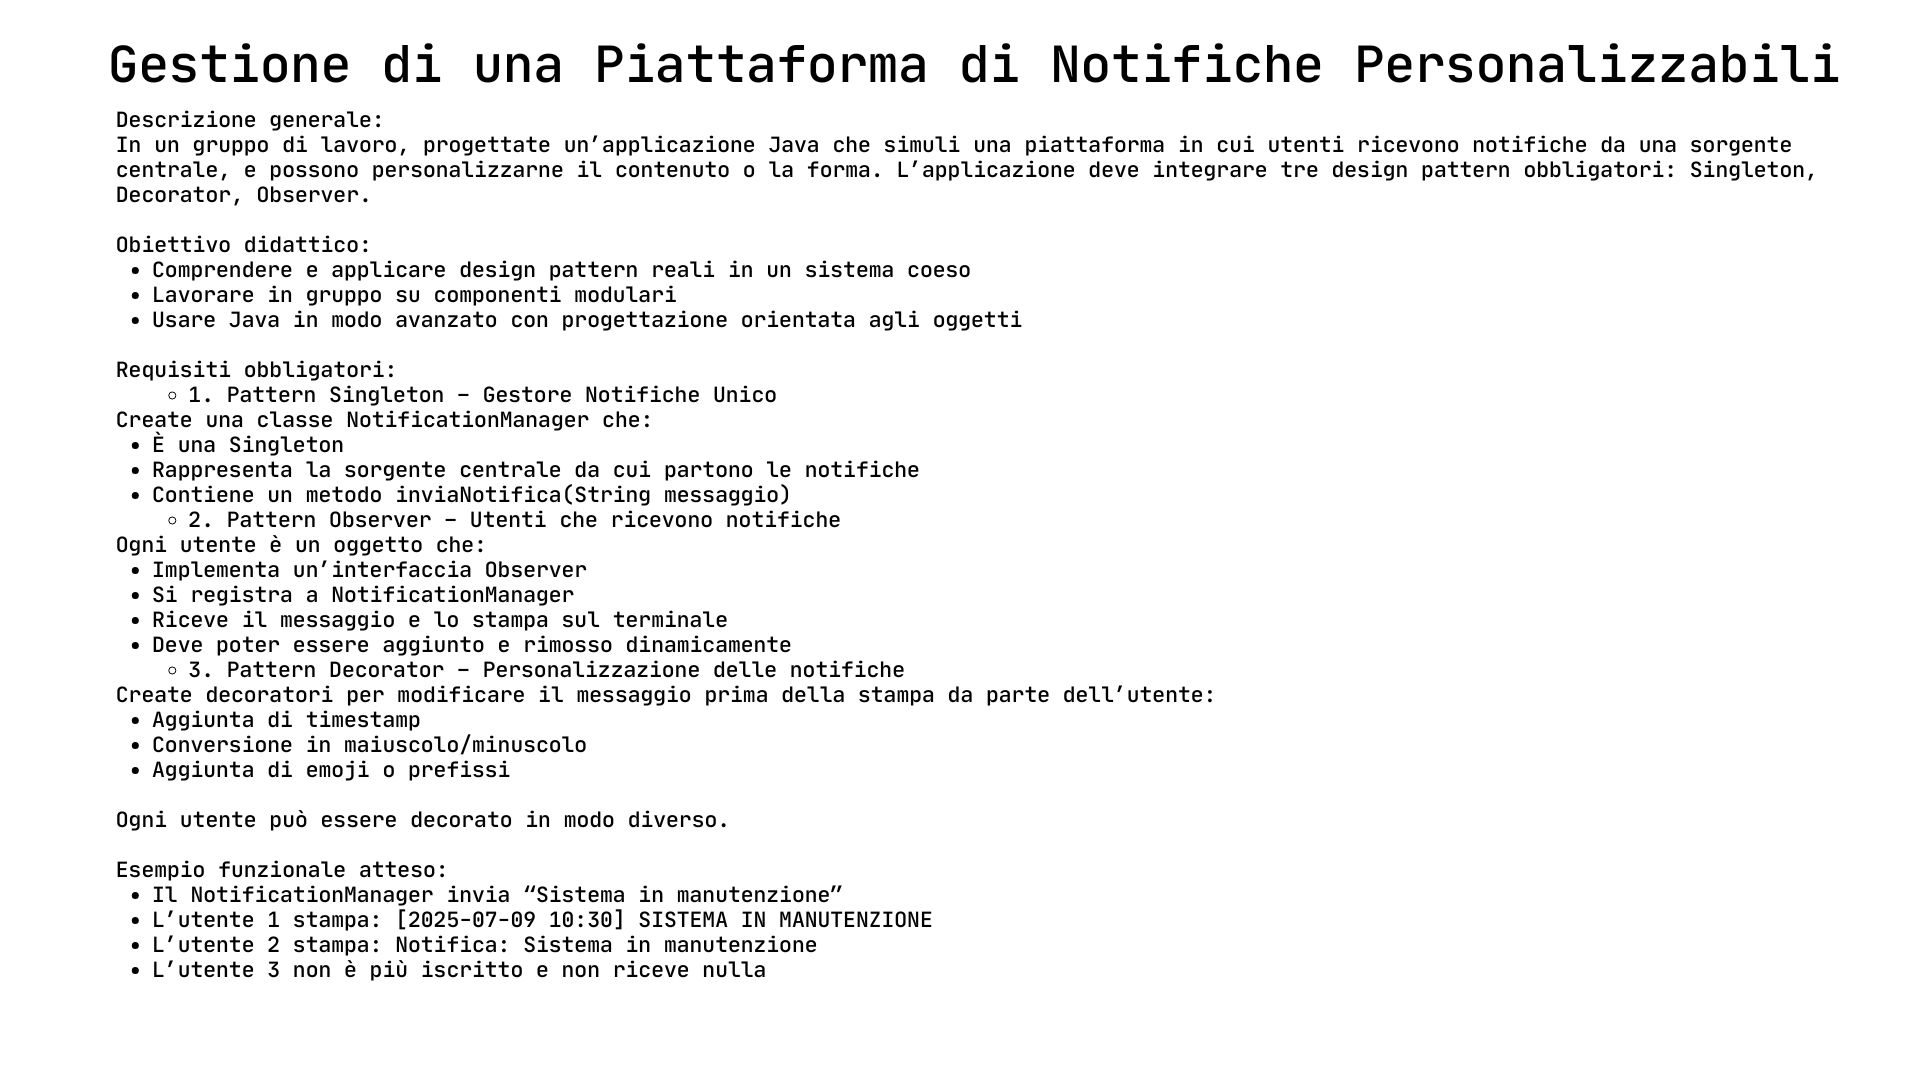 Gestione di una Piattaforma di Notifiche Personalizzabili
Descrizione generale:
In un gruppo di lavoro, progettate un’applicazione Java che simuli una piattaforma in cui utenti ricevono notifiche da una sorgente
centrale, e possono personalizzarne il contenuto o la forma. L’applicazione deve integrare tre design pattern obbligatori: Singleton,
Decorator, Observer.
Obiettivo didattico:
• Comprendere e applicare design pattern reali in un sistema coeso
• Lavorare in gruppo su componenti modulari
• Usare Java in modo avanzato con progettazione orientata agli oggetti
Requisiti obbligatori:
◦ 1. Pattern Singleton – Gestore Notifiche Unico
Create una classe NotificationManager che:
• È una Singleton
• Rappresenta la sorgente centrale da cui partono le notifiche
• Contiene un metodo inviaNotifica(String messaggio)
◦ 2. Pattern Observer – Utenti che ricevono notifiche
Ogni utente è un oggetto che:
• Implementa un’interfaccia Observer
• Si registra a NotificationManager
• Riceve il messaggio e lo stampa sul terminale
• Deve poter essere aggiunto e rimosso dinamicamente
◦ 3. Pattern Decorator – Personalizzazione delle notifiche
Create decoratori per modificare il messaggio prima della stampa da parte dell’utente:
• Aggiunta di timestamp
• Conversione in maiuscolo/minuscolo
• Aggiunta di emoji o prefissi
Ogni utente può essere decorato in modo diverso.
Esempio funzionale atteso:
• Il NotificationManager invia “Sistema in manutenzione”
• L’utente 1 stampa: [2025-07-09 10:30] SISTEMA IN MANUTENZIONE
• L’utente 2 stampa: Notifica: Sistema in manutenzione
• L’utente 3 non è più iscritto e non riceve nulla